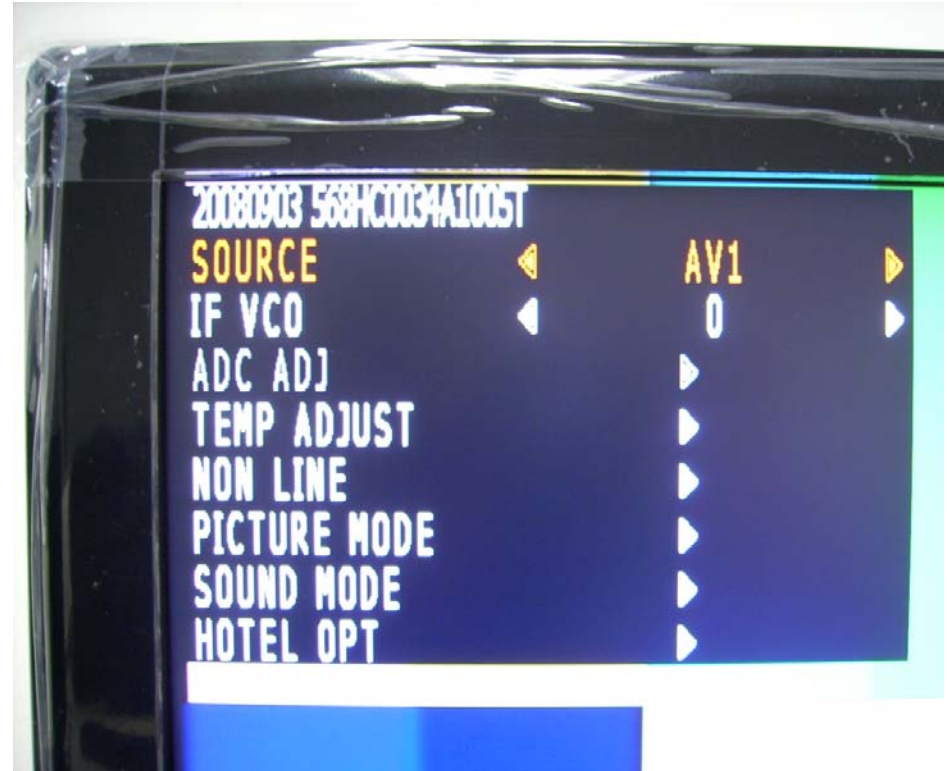 20080903 568HC0034A1005T
SOURCE AV1
IF VCO 0
ADC ADJ
TEMP ADJUST
NON LINE
PICTURE MODE
SOUND MODE
HOTEL OPT